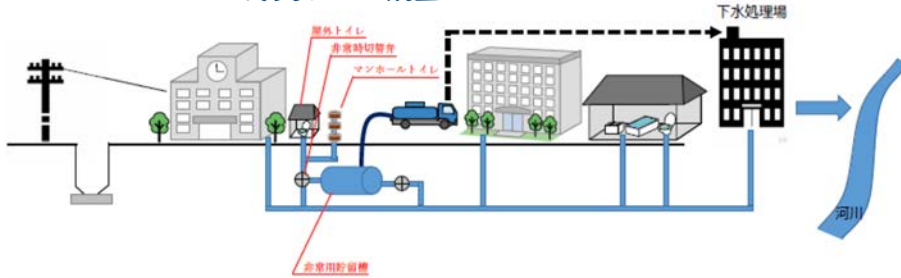 下水処理場
屋外トイレ
非常時切替弁
マンホールトイレ
河川
非常用貯留槽